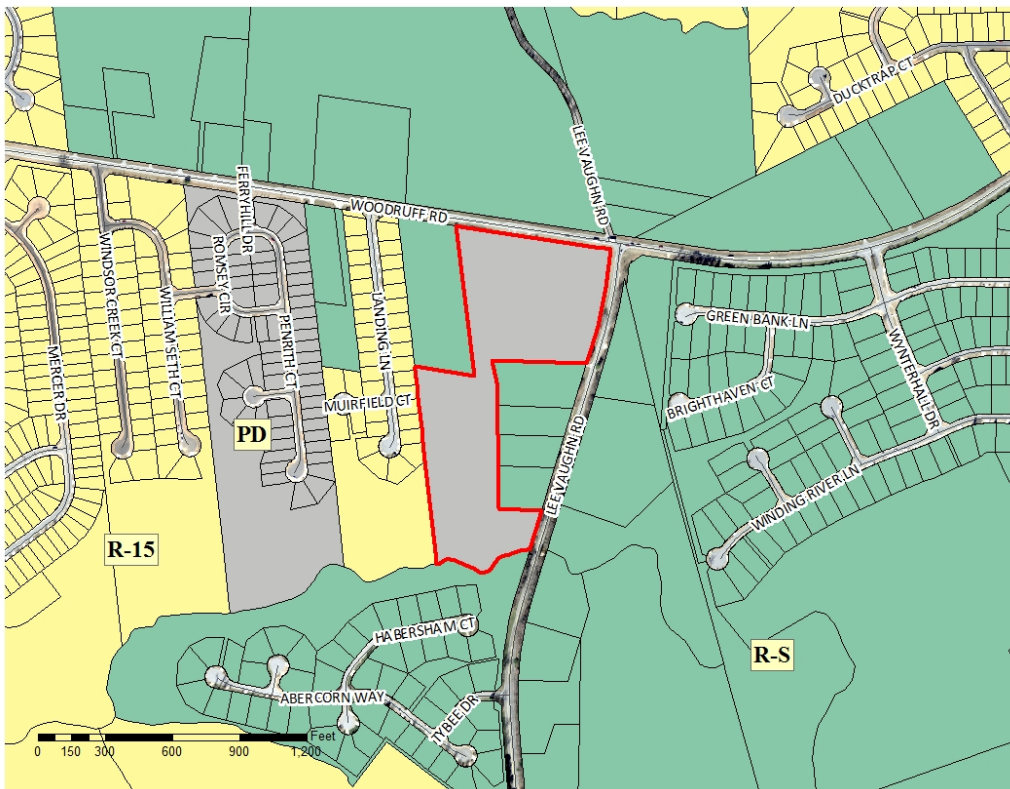 DUCKTRAP CT
LEE VAUGHN RD
FERRYHILL DR
WOODRUFF RD
ROMSEY CIR
WINDSOR CREEK CT
WILLIAM SETH CT
PENRITH CT
LANDING LN
GREEN BANK LN
WYNTERHALL DR
MERCER DR
MUIRFIELD CT
BRIGHTHAVEN CT
PD
LEE VAUGHN RD
WINDING RIVER LN
R-15
HABERSHAM CT
R-S
ABERCORN WAY
TYBEE DR
Feet
0 150 300 600 900 1,200